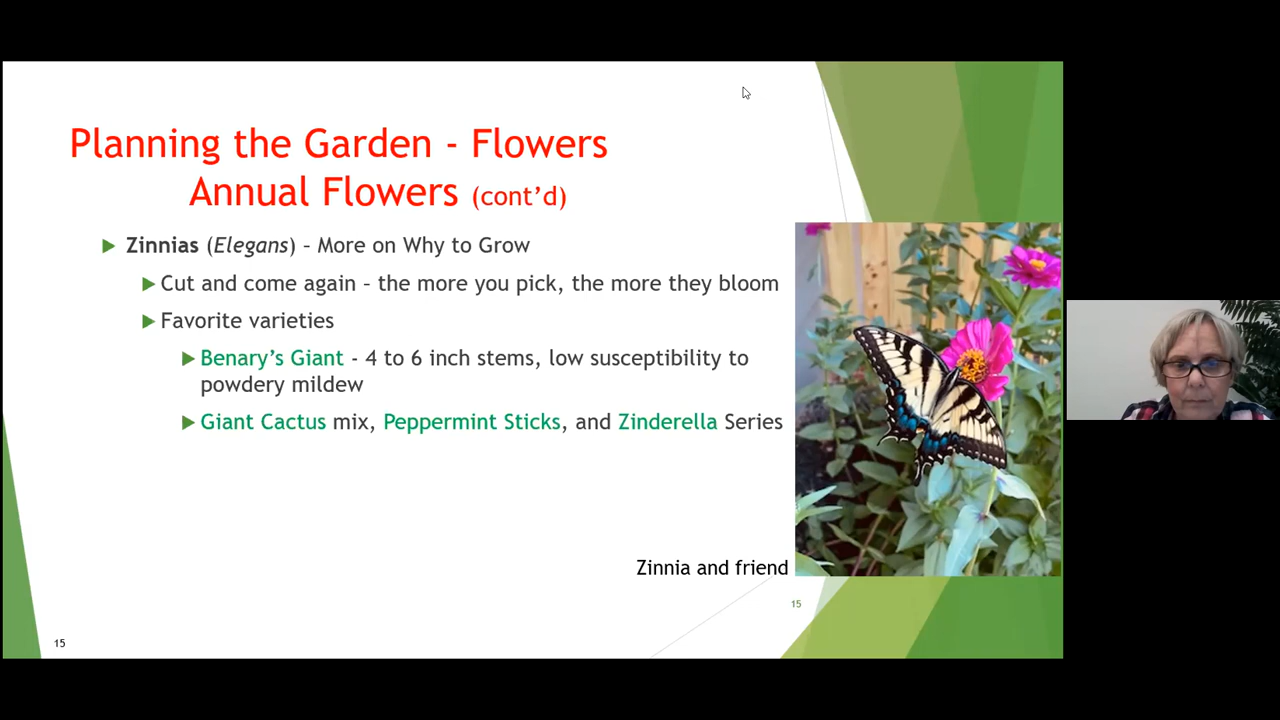 Planning the Garden - Flowers
Annual Flowers (cont’d)
Zinnias (Elegans) – More on Why to Grow
Cut and come again – the more you pick, the more they bloom
Favorite varieties
Benary’s Giant - 4 to 6 inch stems, low susceptibility to
powdery mildew
Giant Cactus mix, Peppermint Sticks, and Zinderella Series
Zinnia and friend
15
15